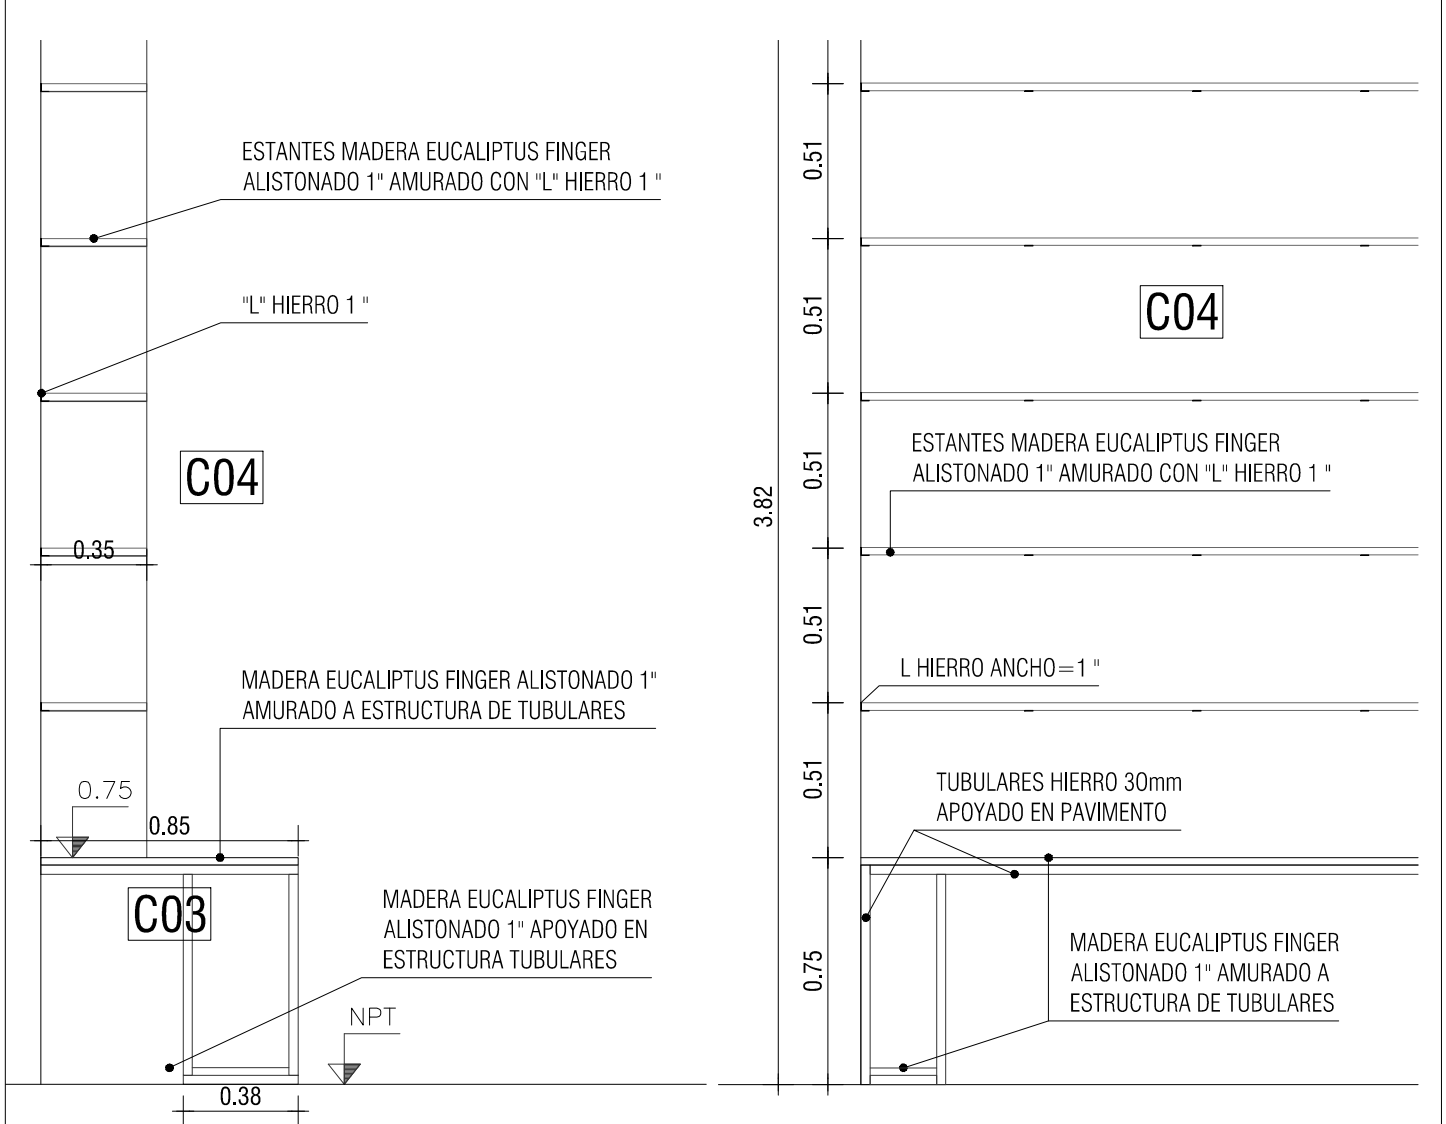 ESTANTES MADERA EUCALIPTUS FINGER
ALISTONADO 1" AMURADO CON "L" HIERRO 1 "
"L" HIERRO 1 "
C04
0.35
MADERA EUCALIPTUS FINGER ALISTONADO 1"
AMURADO A ESTRUCTURA DE TUBULARES
0.75
0.85
C03
MADERA EUCALIPTUS FINGER
ALISTONADO 1" APOYADO EN
ESTRUCTURA TUBULARES
NPT
0.38
0.51
0.51
C04
ESTANTES MADERA EUCALIPTUS FINGER
ALISTONADO 1" AMURADO CON "L" HIERRO 1 "
0.51
3.82
0.51
L HIERRO ANCHO=1 "
0.51
TUBULARES HIERRO 30mm
APOYADO EN PAVIMENTO
MADERA EUCALIPTUS FINGER
ALISTONADO 1" AMURADO A
ESTRUCTURA DE TUBULARES
0.75